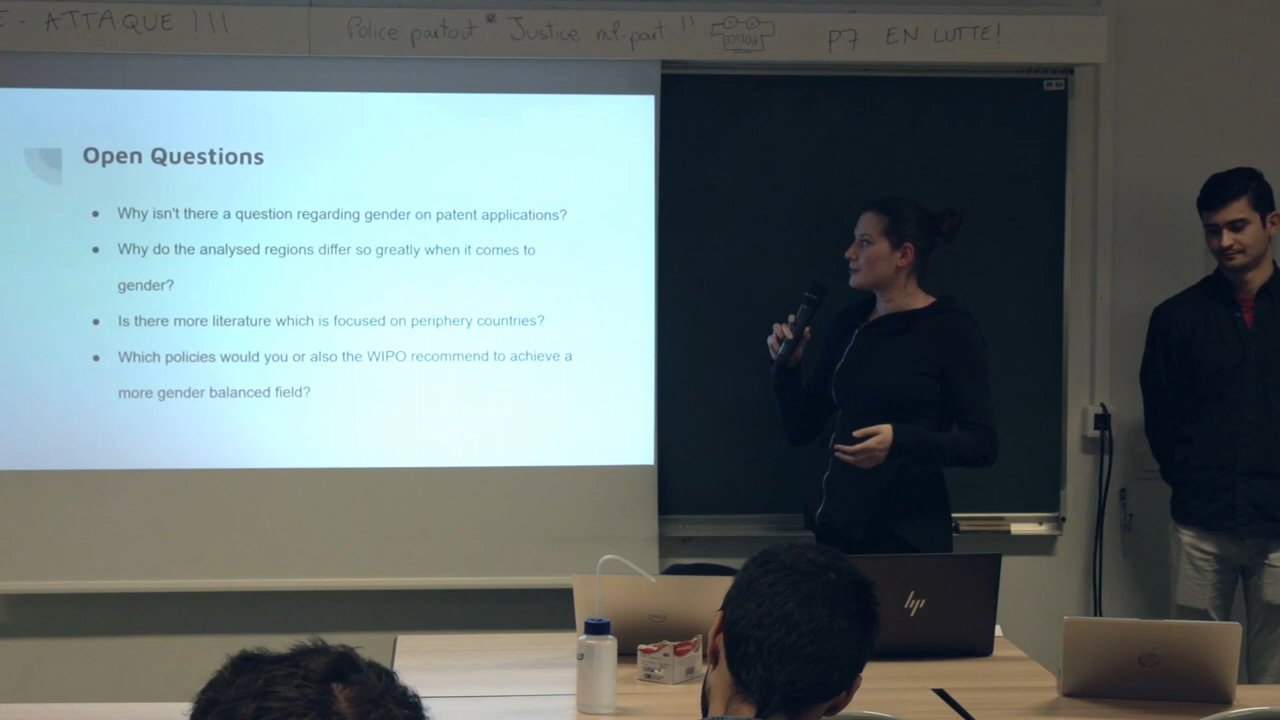 E - ATTAQUE !!!
Police partout Justice nul-part !!
P7 EN LUTTE!
Open Questions
• Why isn't there a question regarding gender on patent applications?
• Why do the analysed regions differ so greatly when it comes to
gender?
• Is there more literature which is focused on periphery countries?
• Which policies would you or also the WIPO recommend to achieve a
more gender balanced field?
hp
DELL
hp